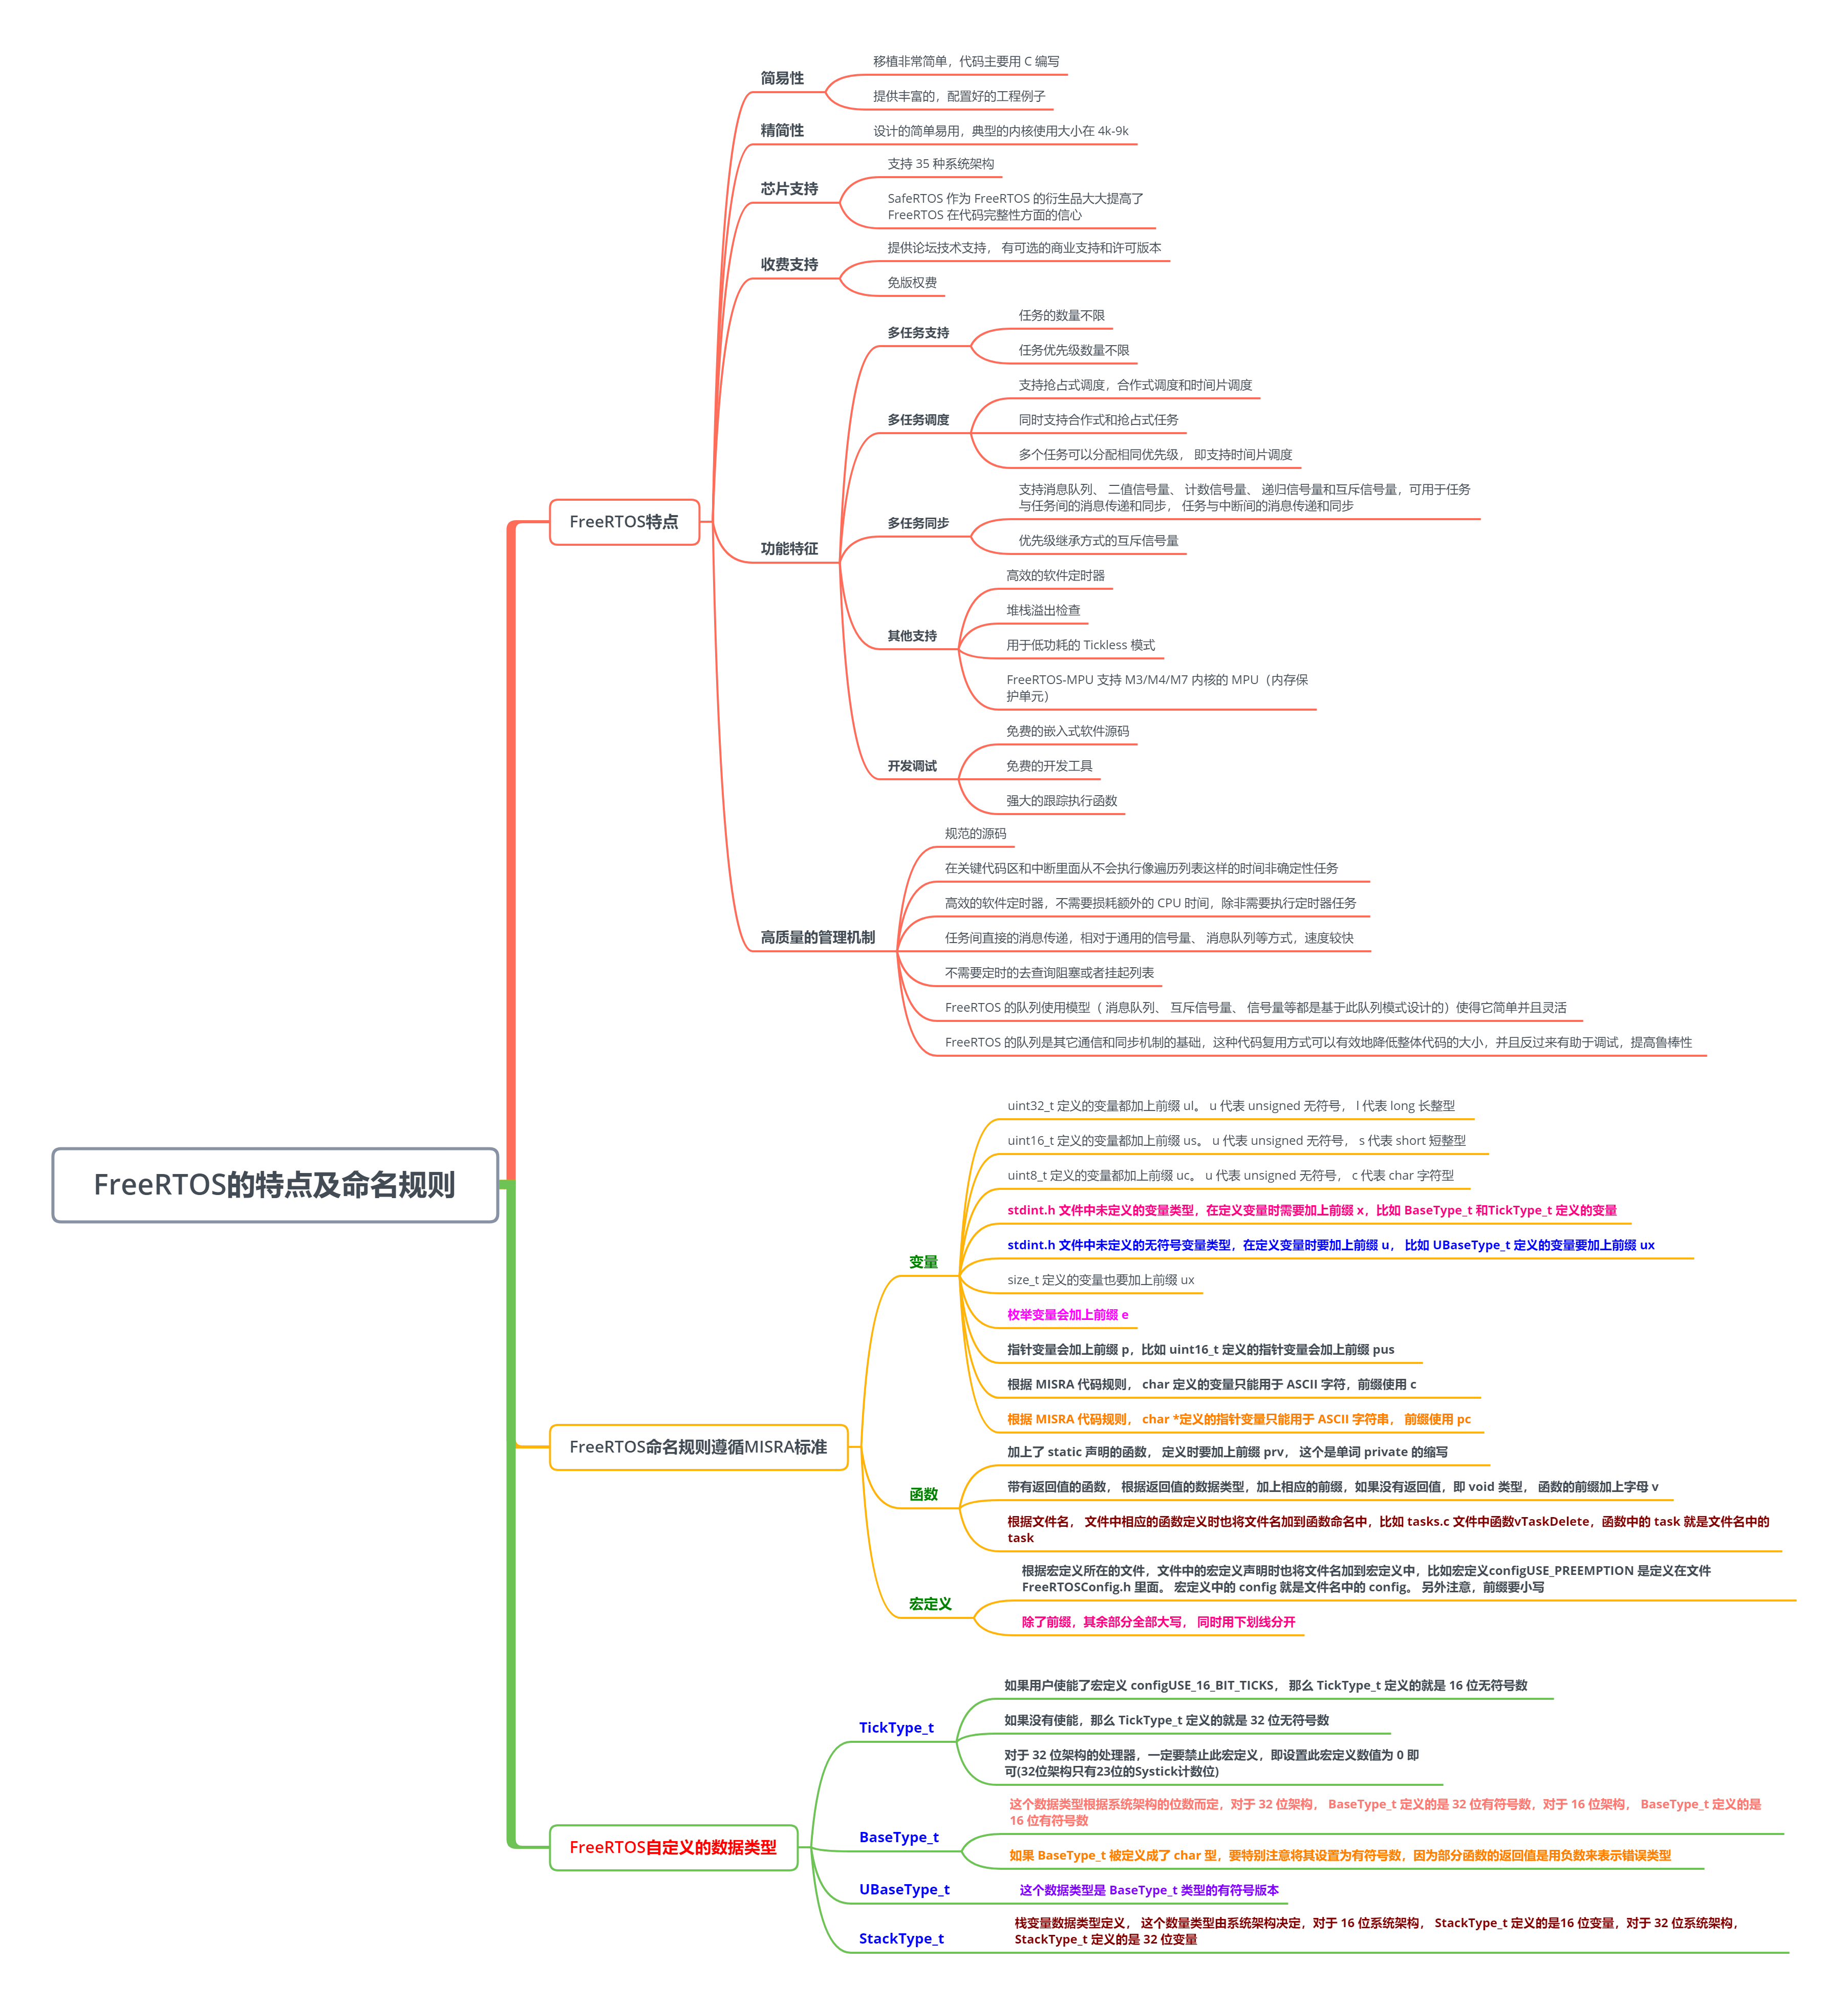 FreeRTOS的特点及命名规则
FreeRTOS特点
简易性
移植非常简单，代码主要用 C 编写
提供丰富的，配置好的工程例子
精简性
设计的简单易用，典型的内核使用大小在 4k-9k
芯片支持
支持 35 种系统架构
SafeRTOS 作为 FreeRTOS 的衍生品大大提高了
FreeRTOS 在代码完整性方面的信心
收费支持
提供论坛技术支持， 有可选的商业支持和许可版本
免版权费
功能特征
多任务支持
任务的数量不限
任务优先级数量不限
多任务调度
支持抢占式调度，合作式调度和时间片调度
同时支持合作式和抢占式任务
多个任务可以分配相同优先级， 即支持时间片调度
多任务同步
支持消息队列、 二值信号量、 计数信号量、 递归信号量和互斥信号量，可用于任务
与任务间的消息传递和同步， 任务与中断间的消息传递和同步
优先级继承方式的互斥信号量
其他支持
高效的软件定时器
堆栈溢出检查
用于低功耗的 Tickless 模式
FreeRTOS-MPU 支持 M3/M4/M7 内核的 MPU（内存保
护单元）
开发调试
免费的嵌入式软件源码
免费的开发工具
强大的跟踪执行函数
高质量的管理机制
规范的源码
在关键代码区和中断里面从不会执行像遍历列表这样的时间非确定性任务
高效的软件定时器，不需要损耗额外的 CPU 时间，除非需要执行定时器任务
任务间直接的消息传递，相对于通用的信号量、 消息队列等方式，速度较快
不需要定时的去查询阻塞或者挂起列表
FreeRTOS 的队列使用模型（ 消息队列、 互斥信号量、 信号量等都是基于此队列模式设计的）使得它简单并且灵活
FreeRTOS 的队列是其它通信和同步机制的基础，这种代码复用方式可以有效地降低整体代码的大小，并且反过来有助于调试，提高鲁棒性
FreeRTOS命名规则遵循MISRA标准
变量
uint32_t 定义的变量都加上前缀 ul。 u 代表 unsigned 无符号， l 代表 long 长整型
uint16_t 定义的变量都加上前缀 us。 u 代表 unsigned 无符号， s 代表 short 短整型
uint8_t 定义的变量都加上前缀 uc。 u 代表 unsigned 无符号， c 代表 char 字符型
stdint.h 文件中未定义的变量类型，在定义变量时需要加上前缀 x，比如 BaseType_t 和TickType_t 定义的变量
stdint.h 文件中未定义的无符号变量类型，在定义变量时要加上前缀 u， 比如 UBaseType_t 定义的变量要加上前缀 ux
size_t 定义的变量也要加上前缀 ux
枚举变量会加上前缀 e
指针变量会加上前缀 p，比如 uint16_t 定义的指针变量会加上前缀 pus
根据 MISRA 代码规则， char 定义的变量只能用于 ASCII 字符，前缀使用 c
根据 MISRA 代码规则， char *定义的指针变量只能用于 ASCII 字符串， 前缀使用 pc
函数
加上了 static 声明的函数， 定义时要加上前缀 prv， 这个是单词 private 的缩写
带有返回值的函数， 根据返回值的数据类型，加上相应的前缀，如果没有返回值，即 void 类型， 函数的前缀加上字母 v
根据文件名， 文件中相应的函数定义时也将文件名加到函数命名中，比如 tasks.c 文件中函数vTaskDelete，函数中的 task 就是文件名中的
task
宏定义
根据宏定义所在的文件，文件中的宏定义声明时也将文件名加到宏定义中，比如宏定义configUSE_PREEMPTION 是定义在文件
FreeRTOSConfig.h 里面。 宏定义中的 config 就是文件名中的 config。 另外注意，前缀要小写
除了前缀，其余部分全部大写， 同时用下划线分开
FreeRTOS自定义的数据类型
TickType_t
如果用户使能了宏定义 configUSE_16_BIT_TICKS， 那么 TickType_t 定义的就是 16 位无符号数
如果没有使能，那么 TickType_t 定义的就是 32 位无符号数
对于 32 位架构的处理器，一定要禁止此宏定义，即设置此宏定义数值为 0 即
可(32位架构只有23位的Systick计数位)
BaseType_t
这个数据类型根据系统架构的位数而定，对于 32 位架构， BaseType_t 定义的是 32 位有符号数，对于 16 位架构， BaseType_t 定义的是
16 位有符号数
如果 BaseType_t 被定义成了 char 型，要特别注意将其设置为有符号数，因为部分函数的返回值是用负数来表示错误类型
UBaseType_t
这个数据类型是 BaseType_t 类型的有符号版本
StackType_t
栈变量数据类型定义， 这个数量类型由系统架构决定，对于 16 位系统架构， StackType_t 定义的是16 位变量，对于 32 位系统架构，
StackType_t 定义的是 32 位变量